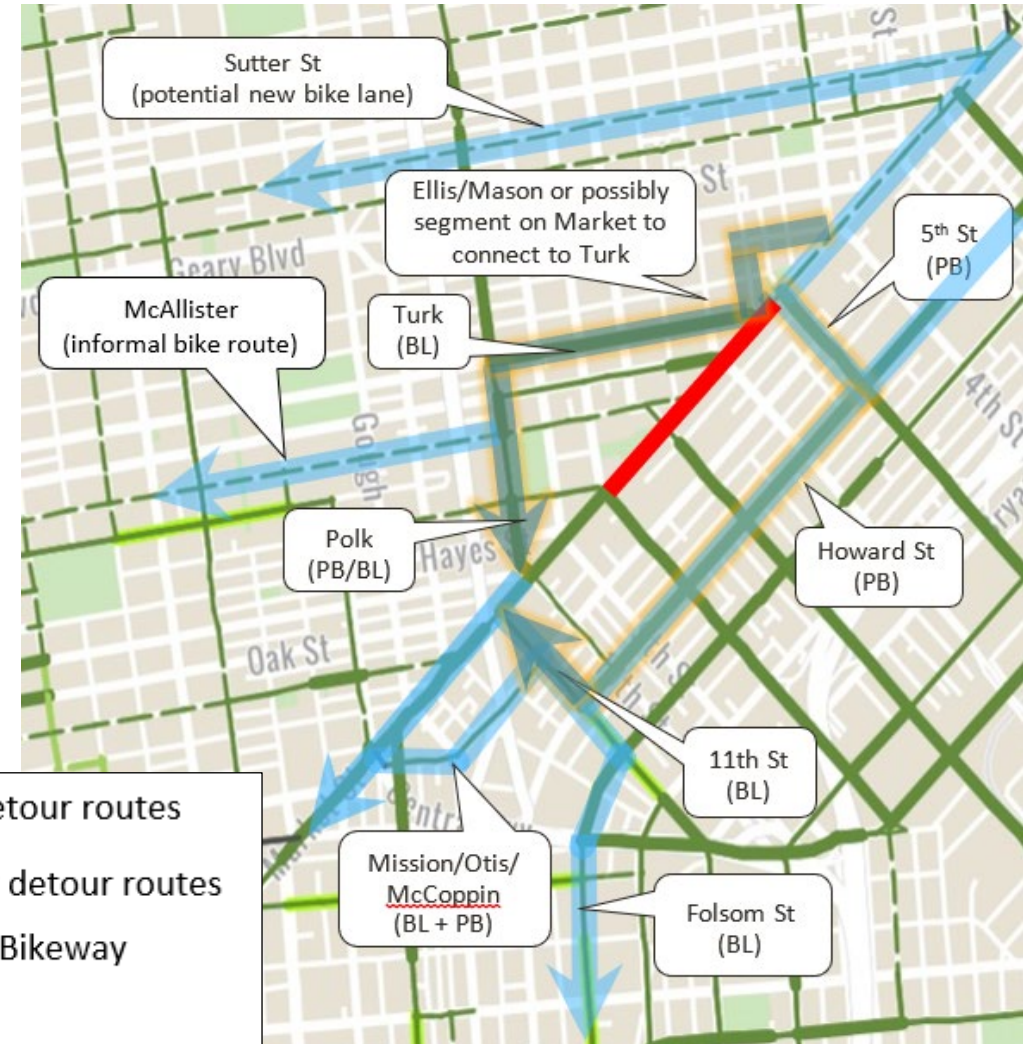 St
Sutter St
(potential new bike lane)
St
Ellis/Mason or possibly
segment on Market to
connect to Turk
5th St
(PB)
Geary Blvd
McAllister
(informal bike route)
Turk
(BL)
4th St
Gough
Polk
(PB/BL)
Hayes
Howard St
(PB)
Oak St
11th St
(BL)
etour routes
detour routes
Bikeway
Mission/Otis/
McCoppin
(BL + PB)
Folsom St
(BL)